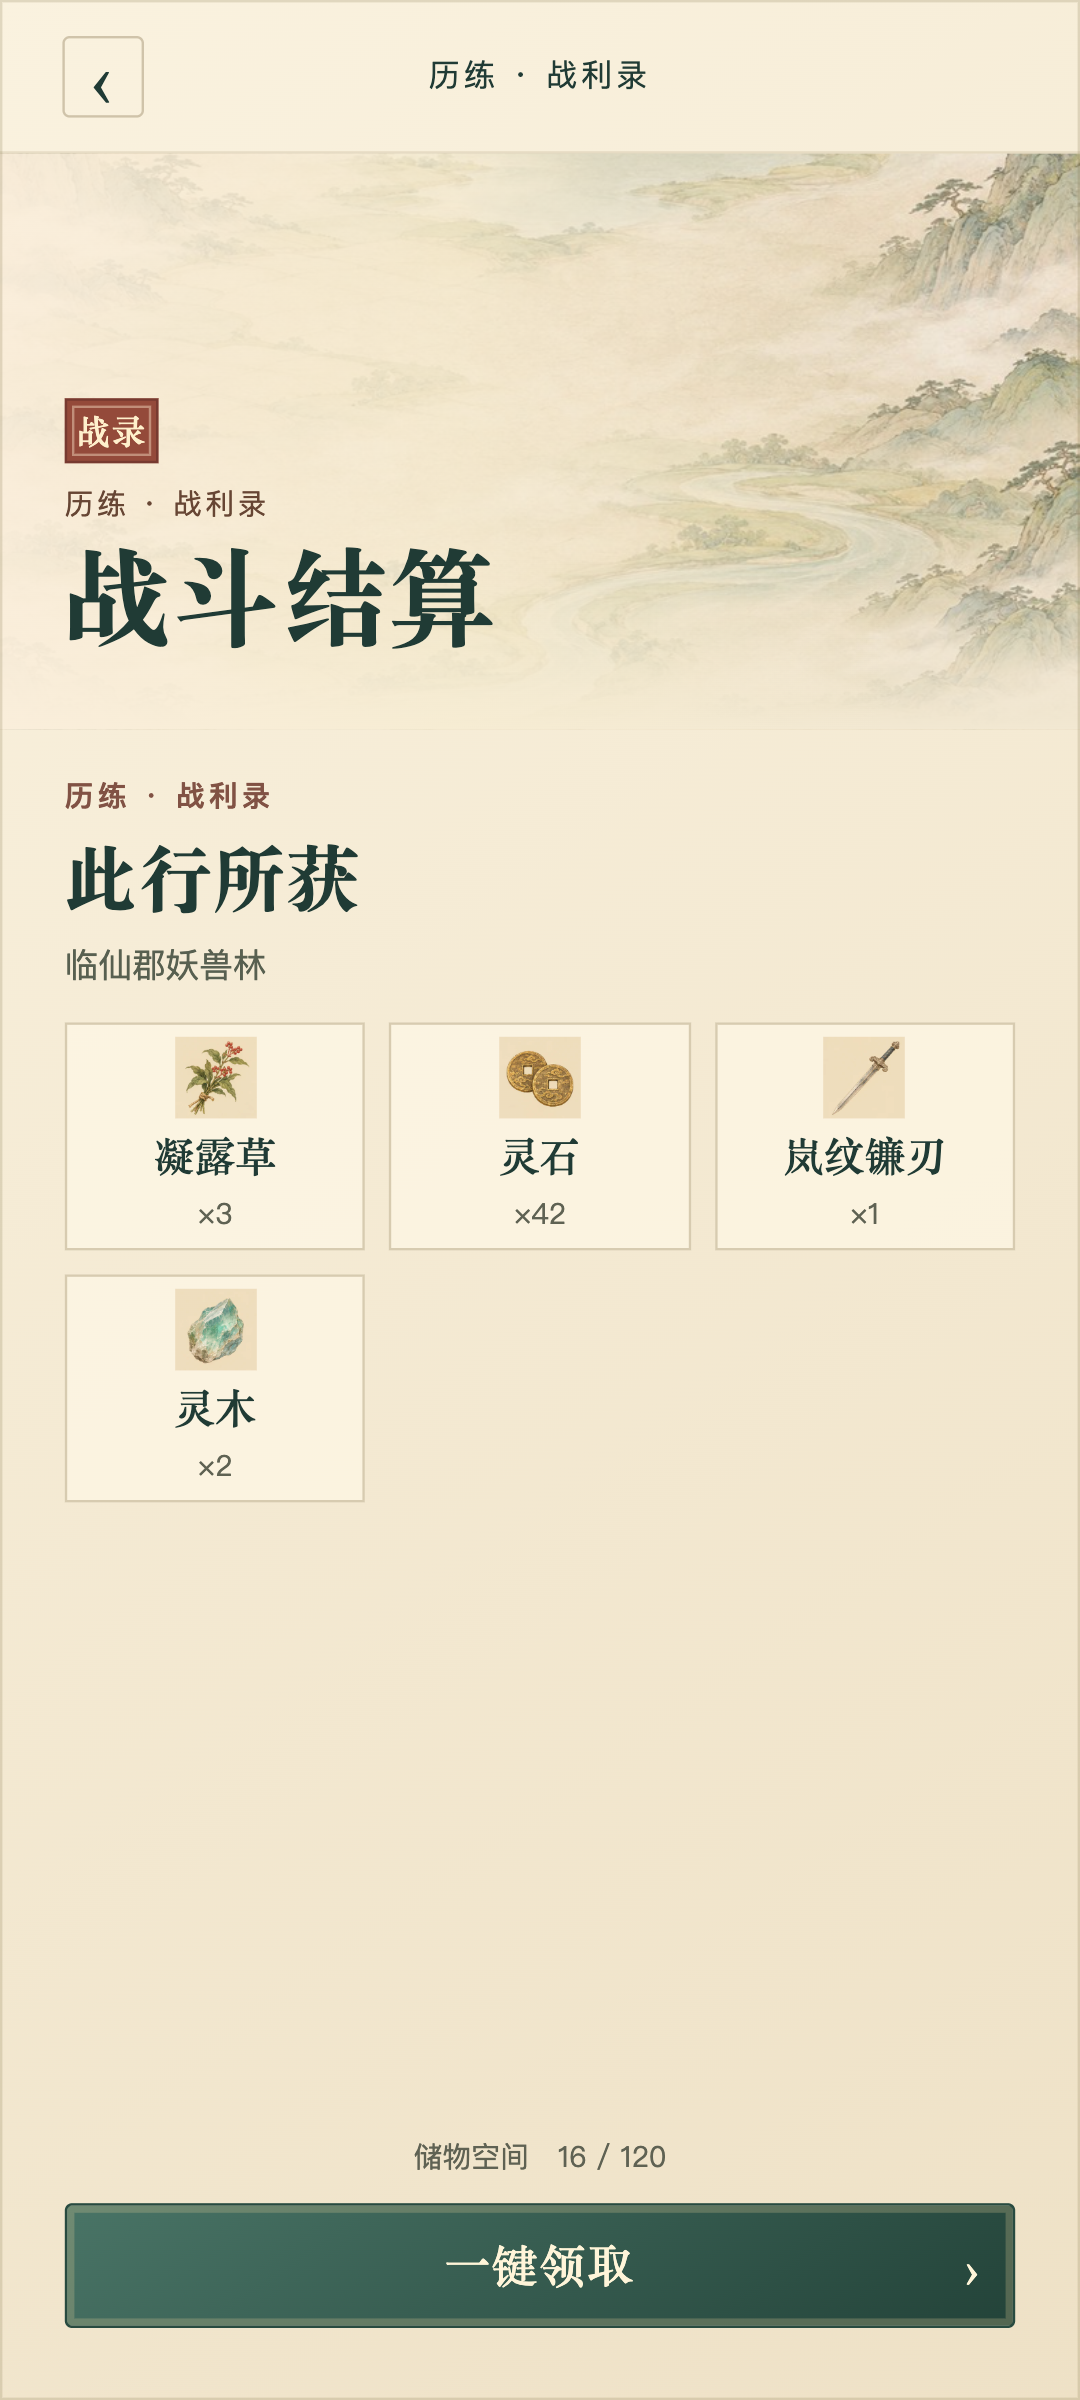 历练 · 战利录
战录
历练 · 战利录
战斗结算
历练 · 战利录
此行所获
临仙郡妖兽林
凝露草
×3
灵石
×42
岚纹镰刃
×1
灵木
×2
储物空间 16 / 120
一键领取